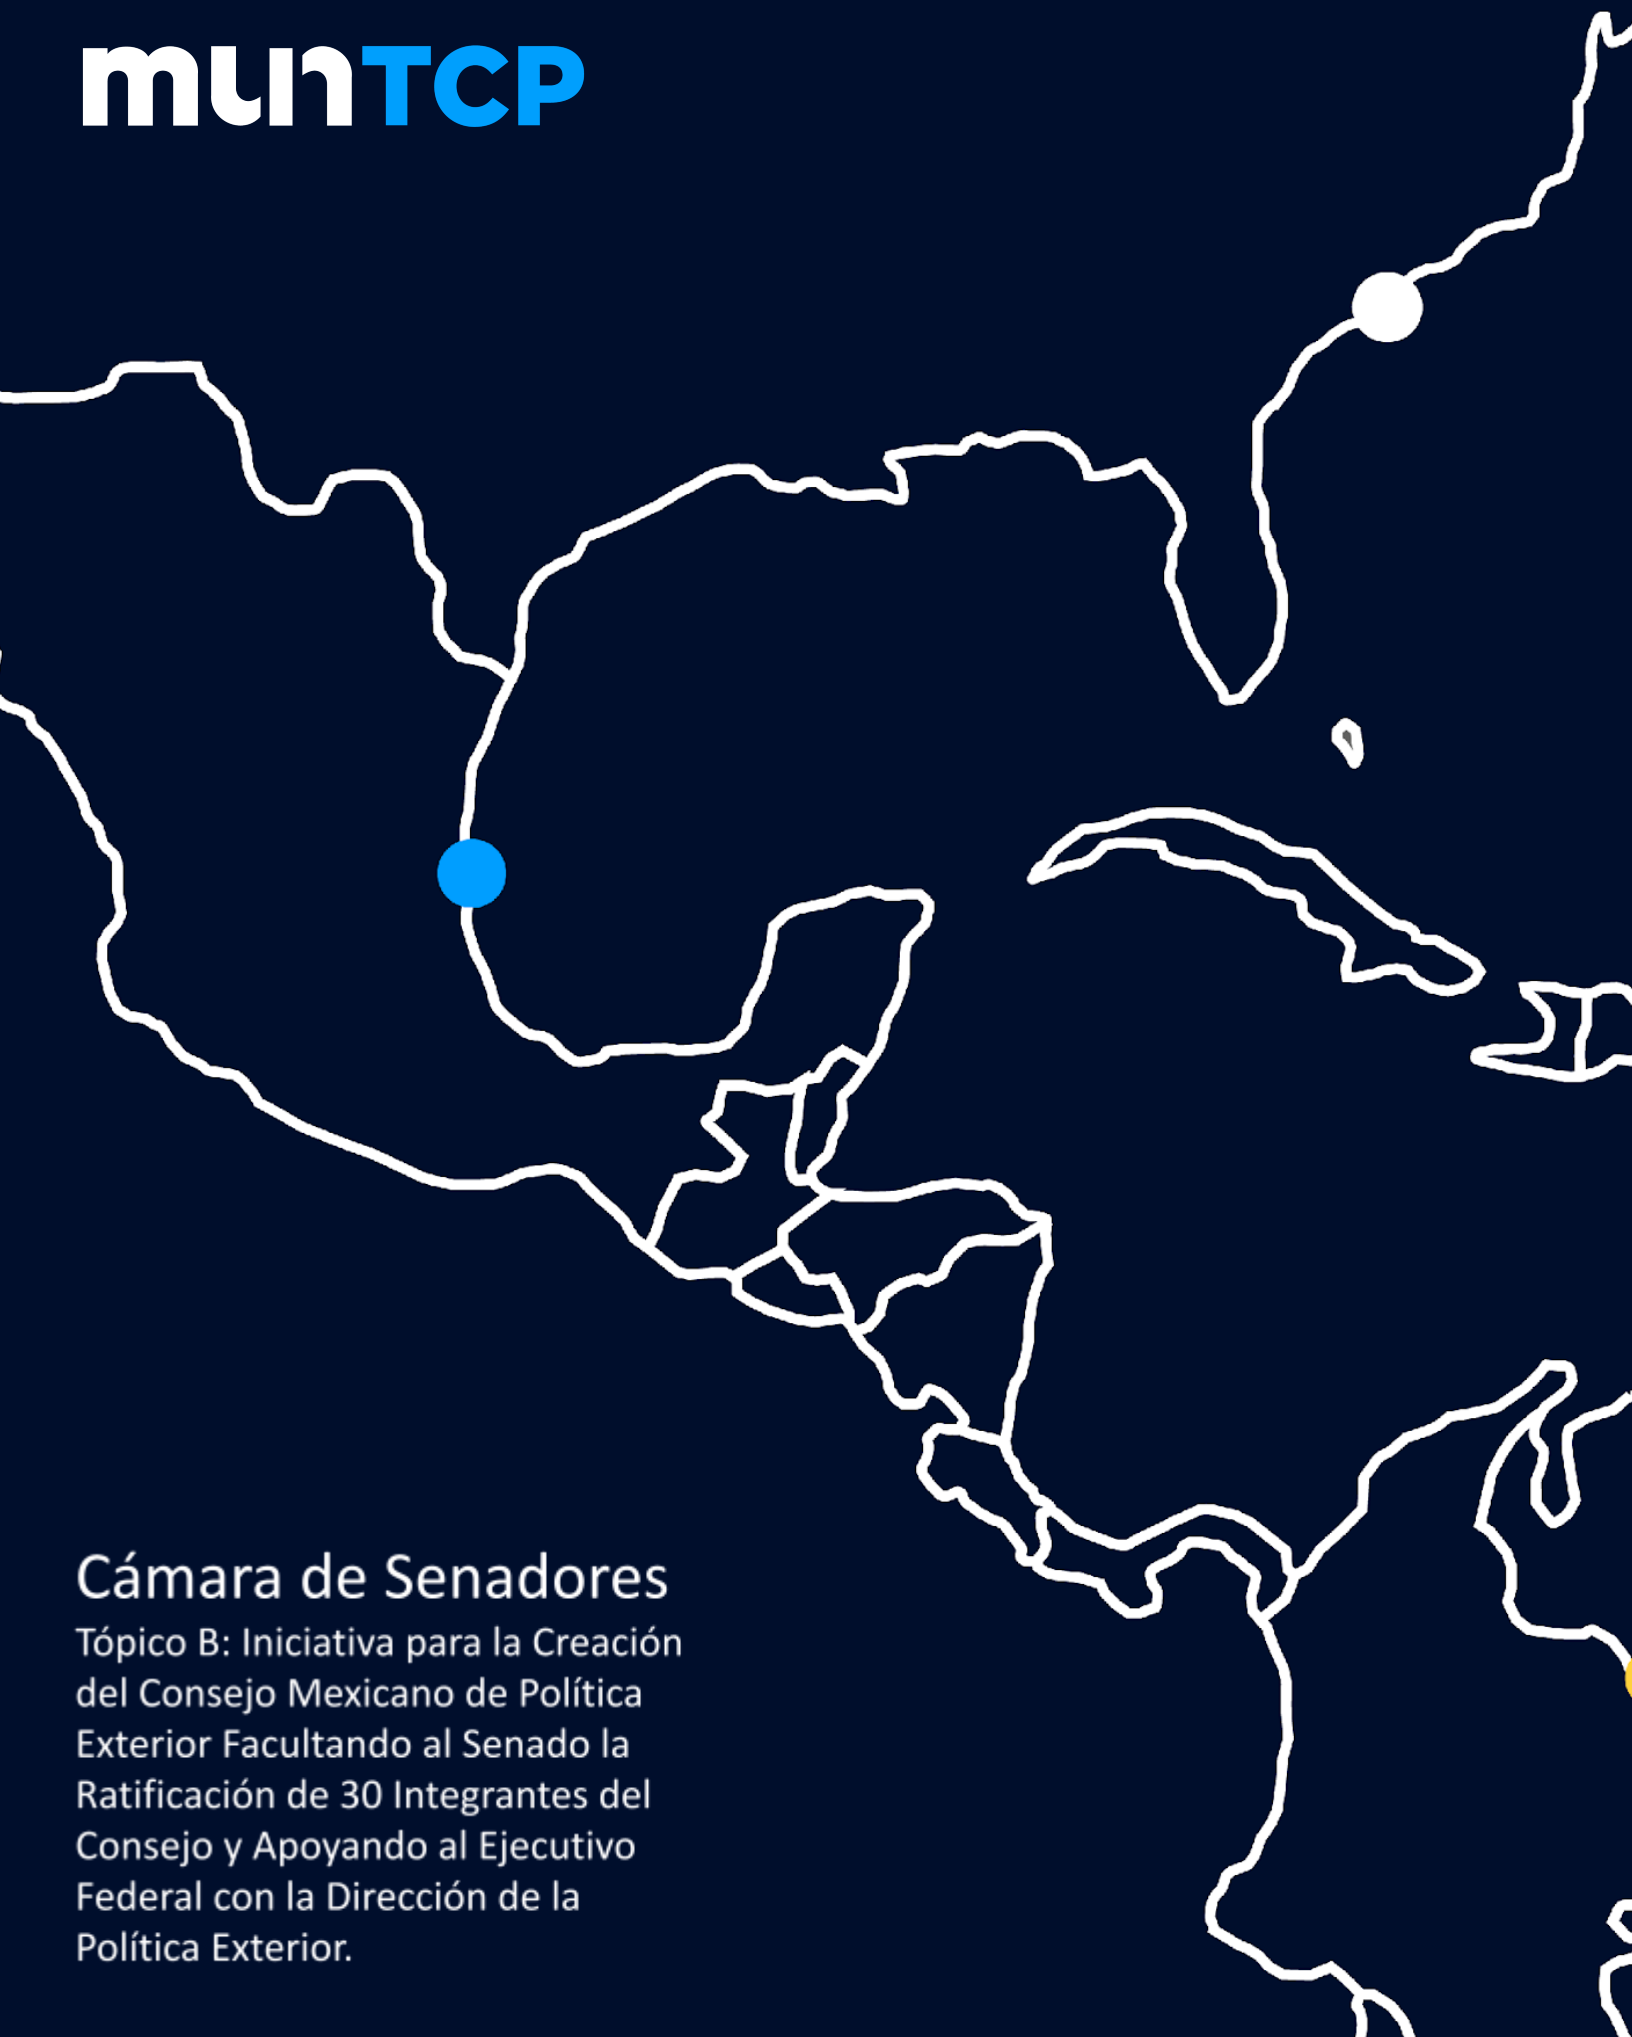 munTCP
Cámara de Senadores
Tópico B: Iniciativa para la Creación
del Consejo Mexicano de Política
Exterior Facultando al Senado la
Ratificación de 30 Integrantes del
Consejo y Apoyando al Ejecutivo
Federal con la Dirección de la
Política Exterior.